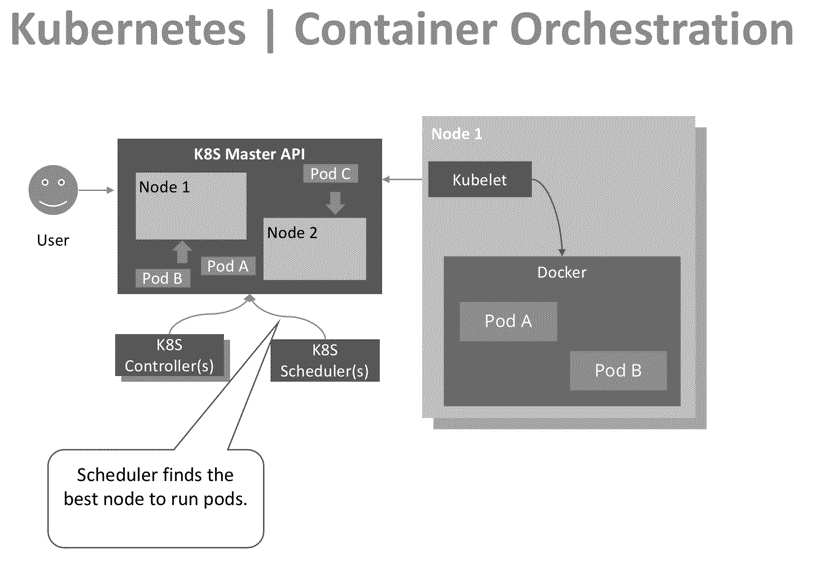 Kubernetes | Container Orchestration
K8S Master API
Node 1
Pod C
Node 2
Pod B
Pod A
User
K8S
Controller(s)
K8S
Scheduler(s)
Scheduler finds the
best node to run pods.
Node 1
Kubelet
Docker
Pod A
Pod B